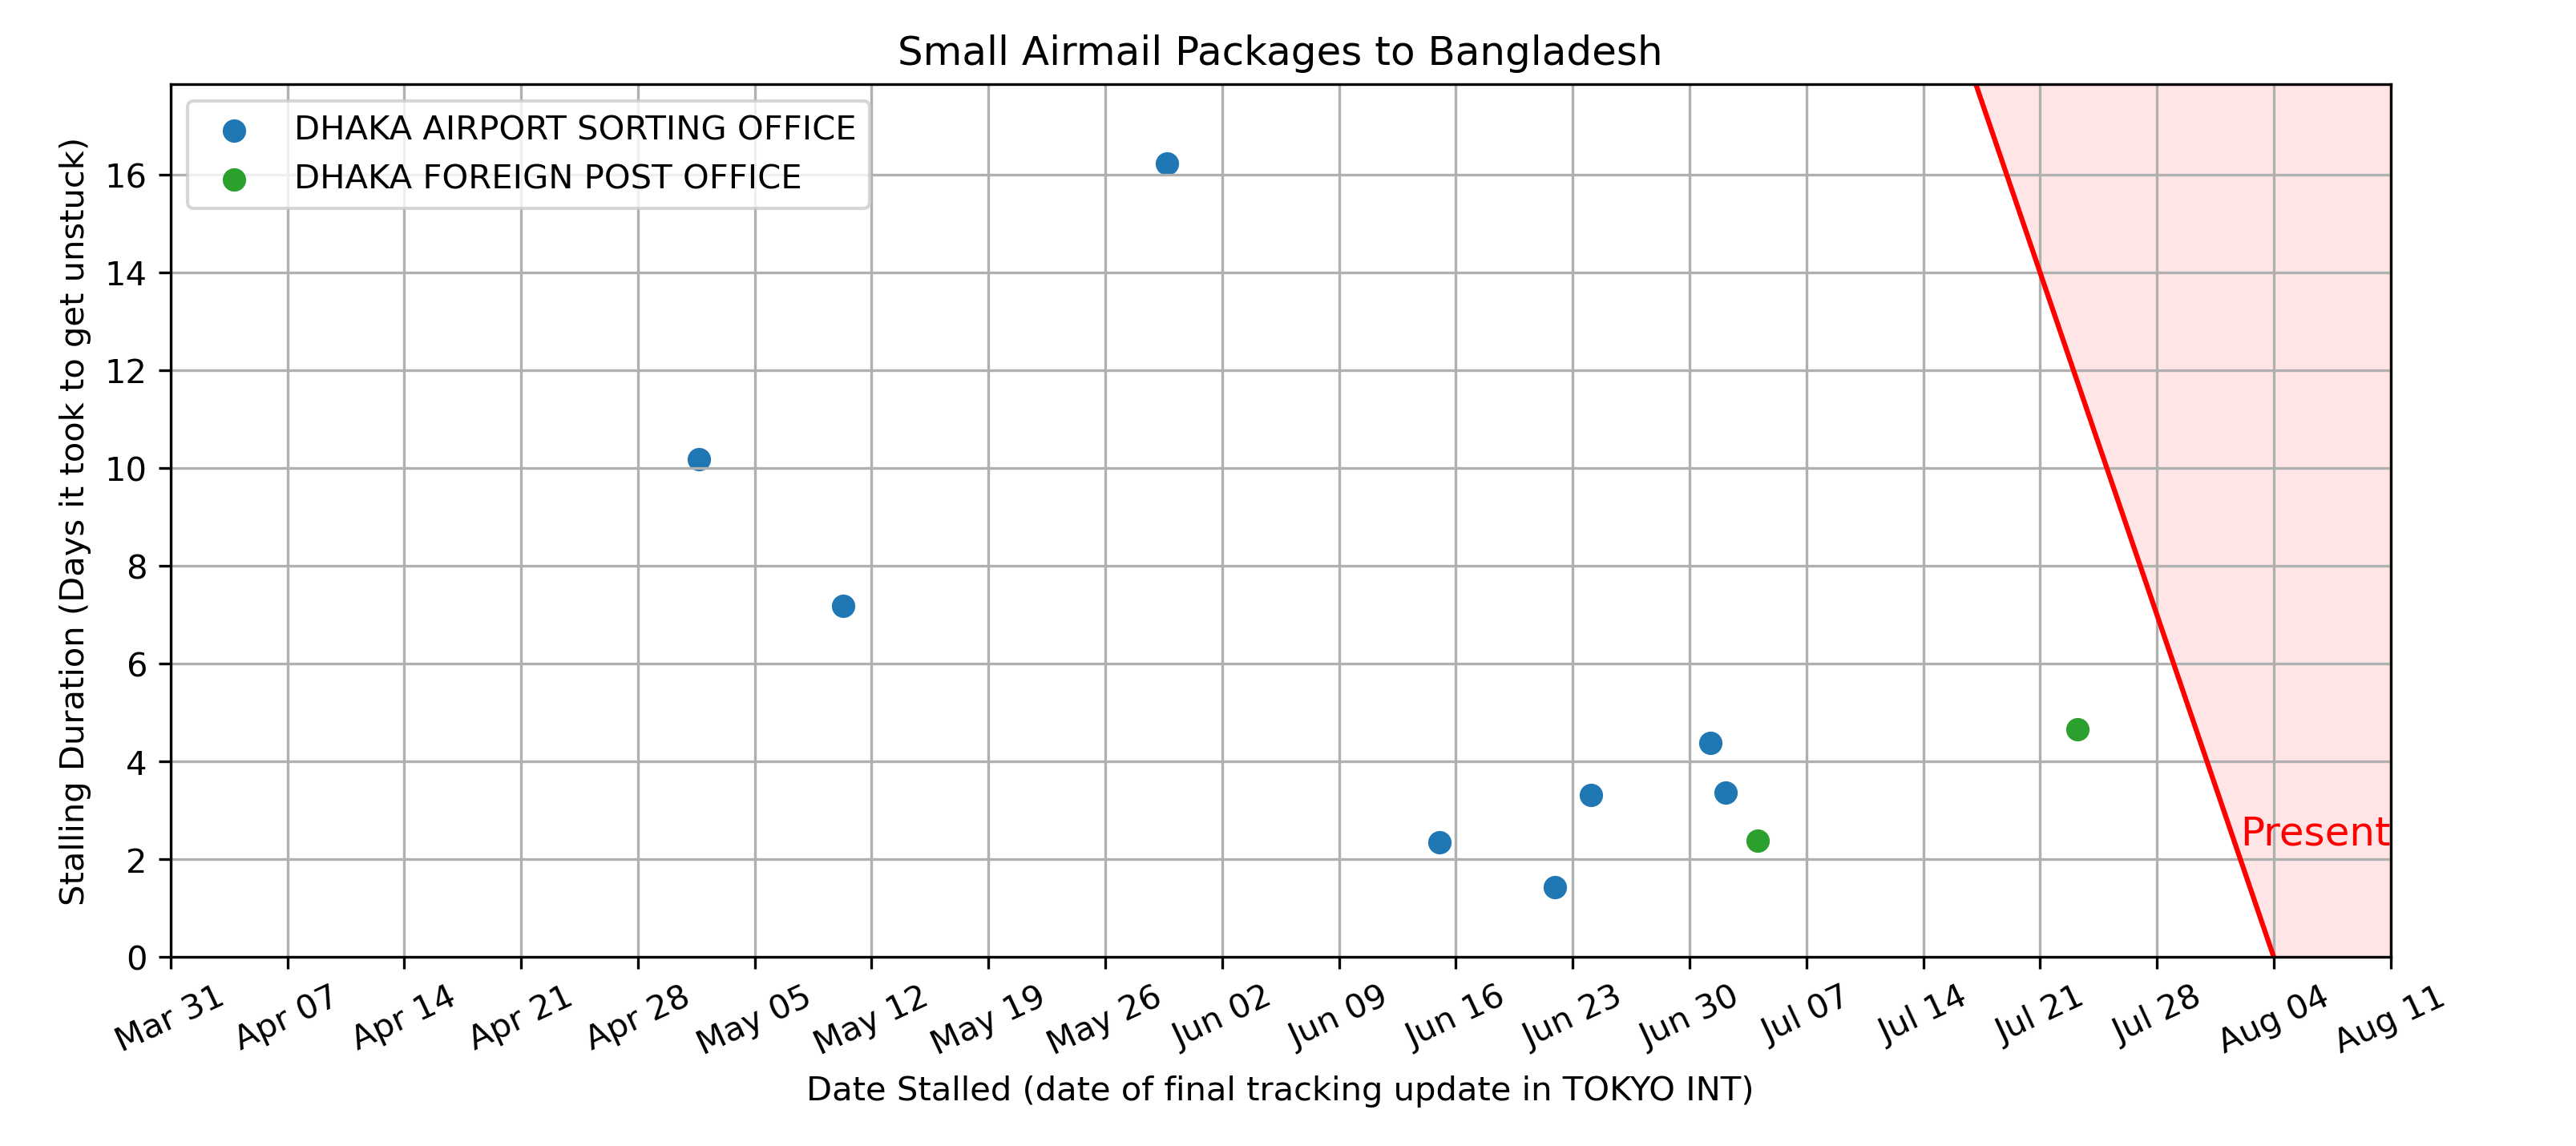 Small Airmail Packages to Bangladesh
DHAKA AIRPORT SORTING OFFICE
DHAKA FOREIGN POST OFFICE
Stalling Duration (Days it took to get unstuck)
16
14
12
10
8
6
4
2
0
Present
Mar 31
Apr 07
Apr 14
Apr 21
Apr 28
May 05
May 12
May 19
May 26
Jun 02
Jun 09
Jun 16
Jun 23
Jun 30
Jul 07
Jul 14
Jul 21
Jul 28
Aug 04
Aug 11
Date Stalled (date of final tracking update in TOKYO INT)